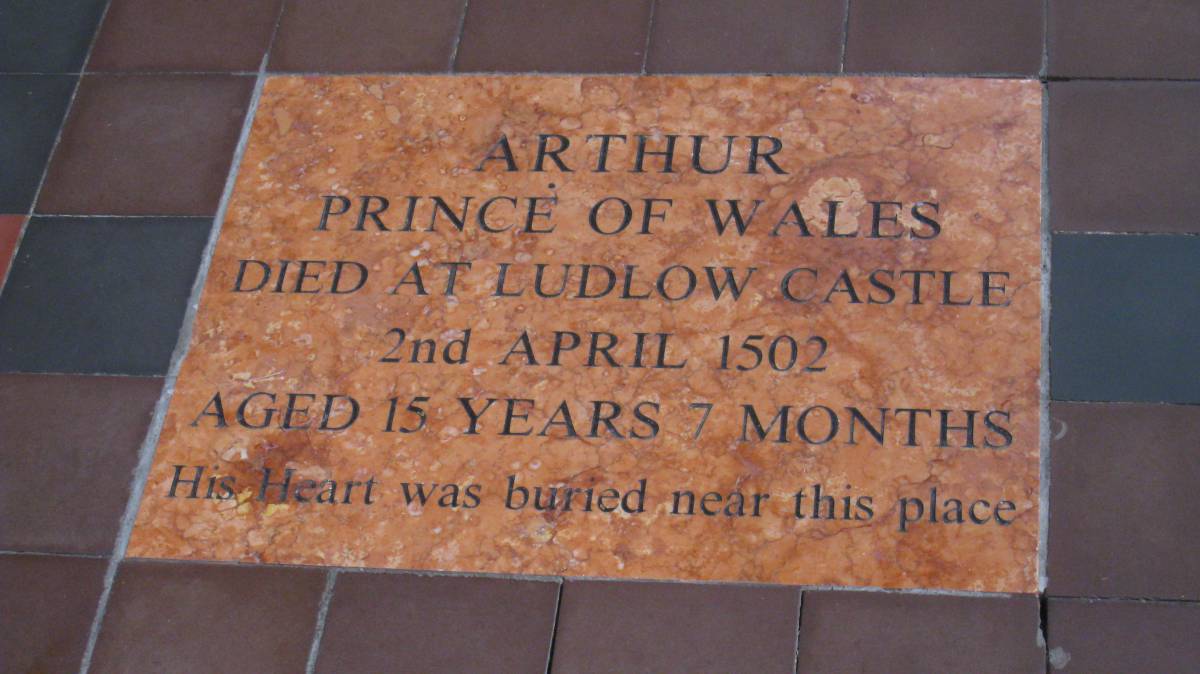 ARTHUR
PRINCE OF WALES
DIED AT LUDLOW CASTLE
2nd APRIL 1502
AGED 15 YEARS 7 MONTHS
His Heart was buried near this place